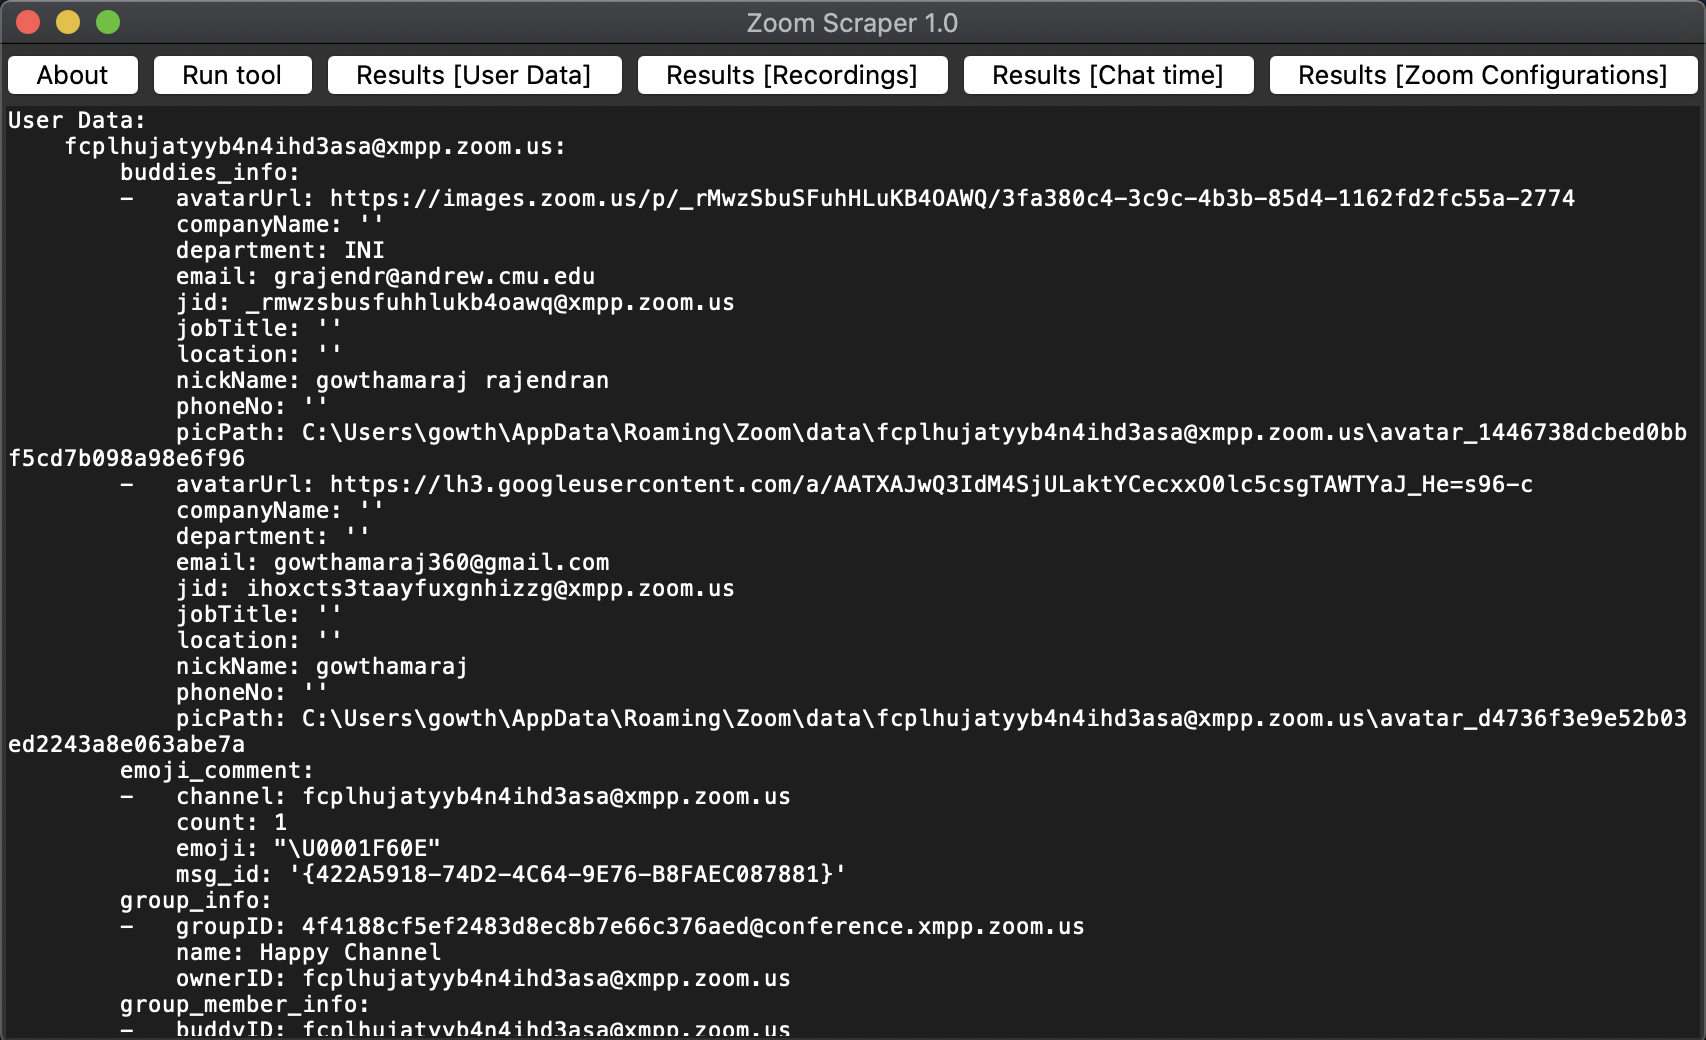 Zoom Scraper 1.0
About Run tool Results [User Data] Results [Recordings] Results [Chat time] Results [Zoom Configurations]
User Data:
fcplhujatyyb4n4ihd3asa@xmpp.zoom.us:
buddies_info:
- avatarUrl: https://images.zoom.us/p/_rMwzSbuSFuhHLuKB4OAWQ/3fa380c4-3c9c-4b3b-85d4-1162fd2fc55a-2774
companyName: ''
department: INI
email: grajendr@andrew.cmu.edu
jid: _rmwzsbusfuhhlukb4oawq@xmpp.zoom.us
jobTitle: ''
location: ''
nickName: gowthamaraj rajendran
phoneNo: ''
picPath: C:\Users\gowth\AppData\Roaming\Zoom\data\fcplhujatyyb4n4ihd3asa@xmpp.zoom.us\avatar_1446738dcbed0bb
f5cd7b098a98e6f96
- avatarUrl: https://lh3.googleusercontent.com/a/AATXAJwQ3IdM4SjULaktYCecxxO0lc5csgTAWTYaJ_He=s96-c
companyName: ''
department: ''
email: gowthamaraj360@gmail.com
jid: ihoxcts3taayfuxgnhizzg@xmpp.zoom.us
jobTitle: ''
location: ''
nickName: gowthamaraj
phoneNo: ''
picPath: C:\Users\gowth\AppData\Roaming\Zoom\data\fcplhujatyyb4n4ihd3asa@xmpp.zoom.us\avatar_d4736f3e9e52b03
ed2243a8e063abe7a
emoji_comment:
- channel: fcplhujatyyb4n4ihd3asa@xmpp.zoom.us
count: 1
emoji: "\U0001F60E"
msg_id: '{422A5918-74D2-4C64-9E76-B8FAEC087881}'
group_info:
- groupID: 4f4188cf5ef2483d8ec8b7e66c376aed@conference.xmpp.zoom.us
name: Happy Channel
ownerID: fcplhujatyyb4n4ihd3asa@xmpp.zoom.us
group_member_info:
- buddyID: fcplhujatyyb4n4ihd3asa@xmpp.zoom.us